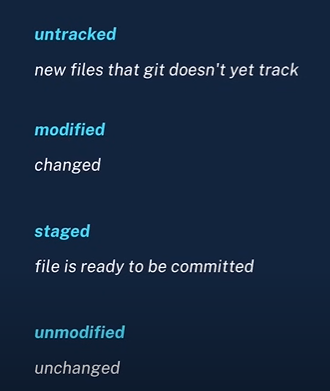 untracked
new files that git doesn't yet track
modified
changed
staged
file is ready to be committed
unmodified
unchanged